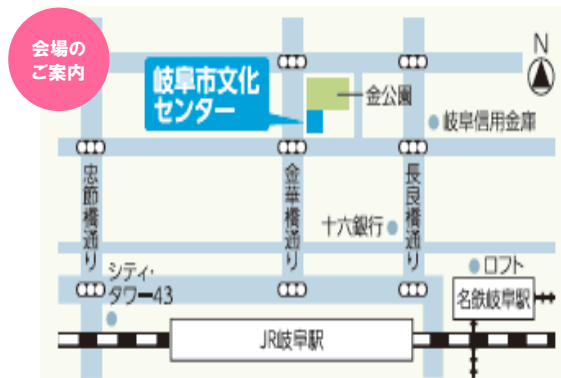 会場の
ご案内
N
岐阜市文化
センター
金公園
岐阜信用金庫
忠節橋通り
金華橋通り
長良橋通り
十六銀行
シティ・
タワー43
ロフト
名鉄岐阜駅
JR岐阜駅